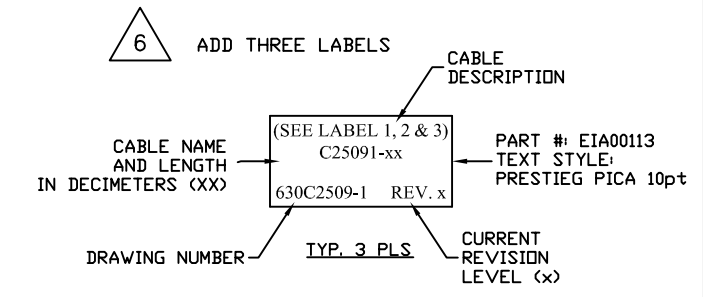 6
ADD THREE LABELS
CABLE
DESCRIPTION
(SEE LABEL 1, 2 & 3)
C25091-xx
630C2509-1 REV. x
CABLE NAME
AND LENGTH
IN DECIMETERS (XX)
PART #: EIA00113
TEXT STYLE:
PRESTIEG PICA 10pt
DRAWING NUMBER
TYP. 3 PLS
CURRENT
REVISION
LEVEL (x)